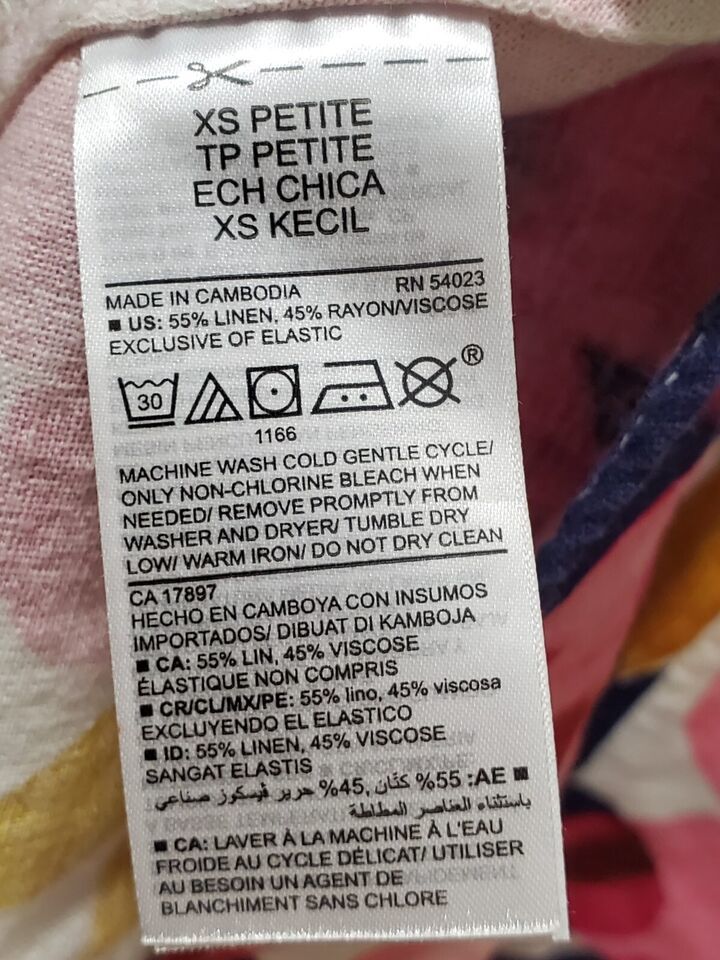 XS PETITE
TP PETITE
ECH CHICA
XS KECIL
MADE IN CAMBODIA RN 54023
■ US: 55% LINEN, 45% RAYON/VISCOSE
EXCLUSIVE OF ELASTIC
30 ®
1166
MACHINE WASH COLD GENTLE CYCLE/
ONLY NON-CHLORINE BLEACH WHEN
NEEDED/ REMOVE PROMPTLY FROM
WASHER AND DRYER/ TUMBLE DRY
LOW/ WARM IRON/ DO NOT DRY CLEAN
CA 17897
HECHO EN CAMBOYA CON INSUMOS
IMPORTADOS/ DIBUAT DI KAMBOJA
■ CA: 55% LIN, 45% VISCOSE
ÉLASTIQUE NON COMPRIS
■ CR/CL/MX/PE: 55% lino, 45% viscosa
EXCLUYENDO EL ELASTICO
■ ID: 55% LINEN, 45% VISCOSE
SANGAT ELASTIS
■ AE: 55% كتّان, 45% حرير ڤيسكوز صناعي
باستثناء العناصر المطاطة
■ CA: LAVER À LA MACHINE À L'EAU
FROIDE AU CYCLE DÉLICAT/ UTILISER
AU BESOIN UN AGENT DE
BLANCHIMENT SANS CHLORE